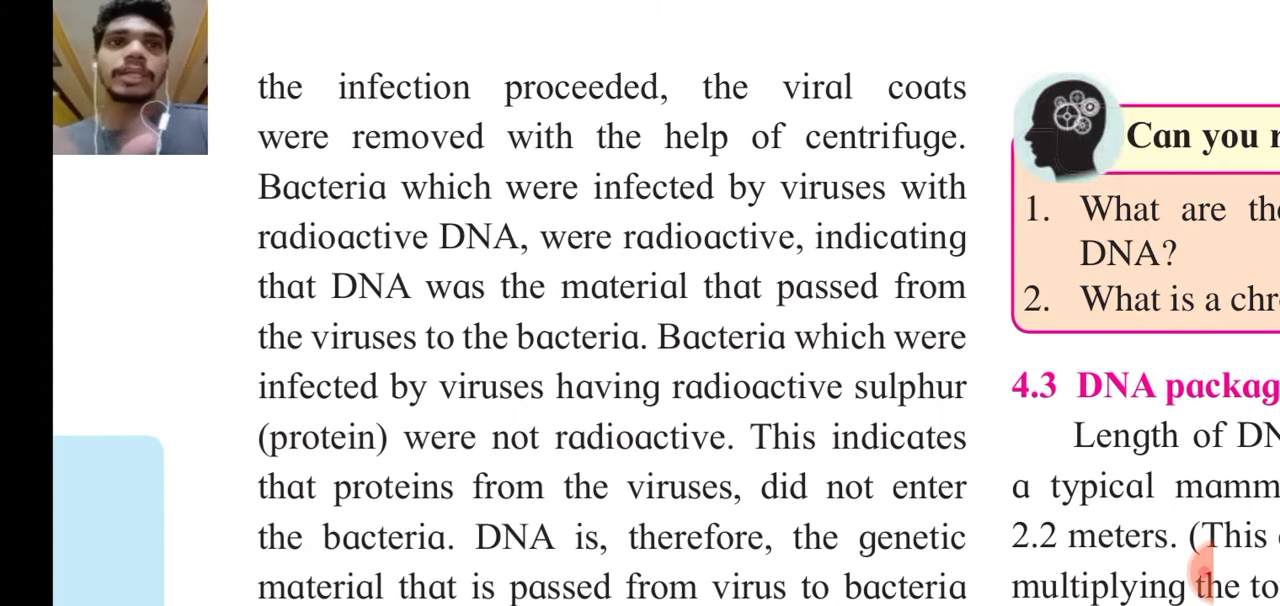 the infection proceeded, the viral coats
were removed with the help of centrifuge.
Bacteria which were infected by viruses with
radioactive DNA, were radioactive, indicating
that DNA was the material that passed from
the viruses to the bacteria. Bacteria which were
infected by viruses having radioactive sulphur
(protein) were not radioactive. This indicates
that proteins from the viruses, did not enter
the bacteria. DNA is, therefore, the genetic
material that is passed from virus to bacteria
Can you
1. What are
DNA?
2. What is a
4.3 DNA
Length of
a typical
2.2 meters. (This
multiplying the